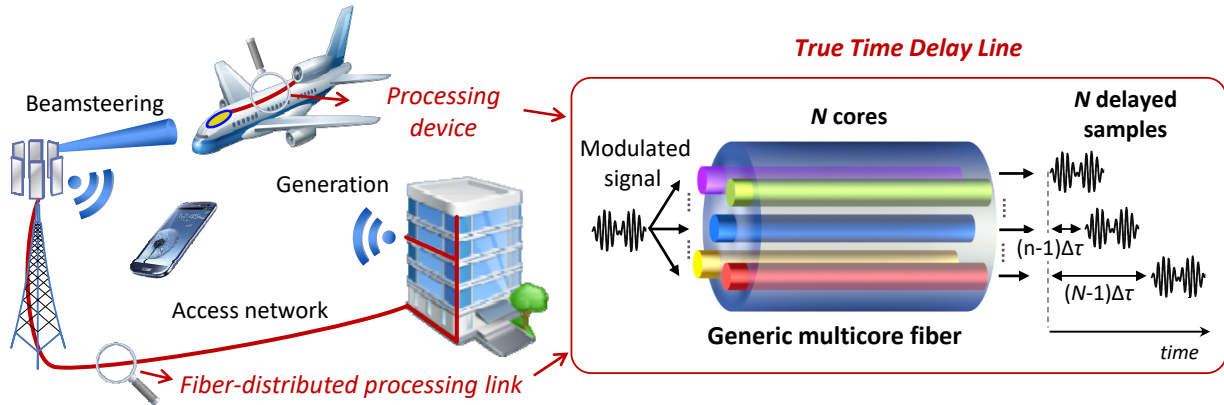 True Time Delay Line
Beamsteering
Processing
device
N cores
N delayed
samples
Modulated
signal
Generation
(n-1)Δτ
(N-1)Δτ
Access network
Generic multicore fiber
time
Fiber-distributed processing link